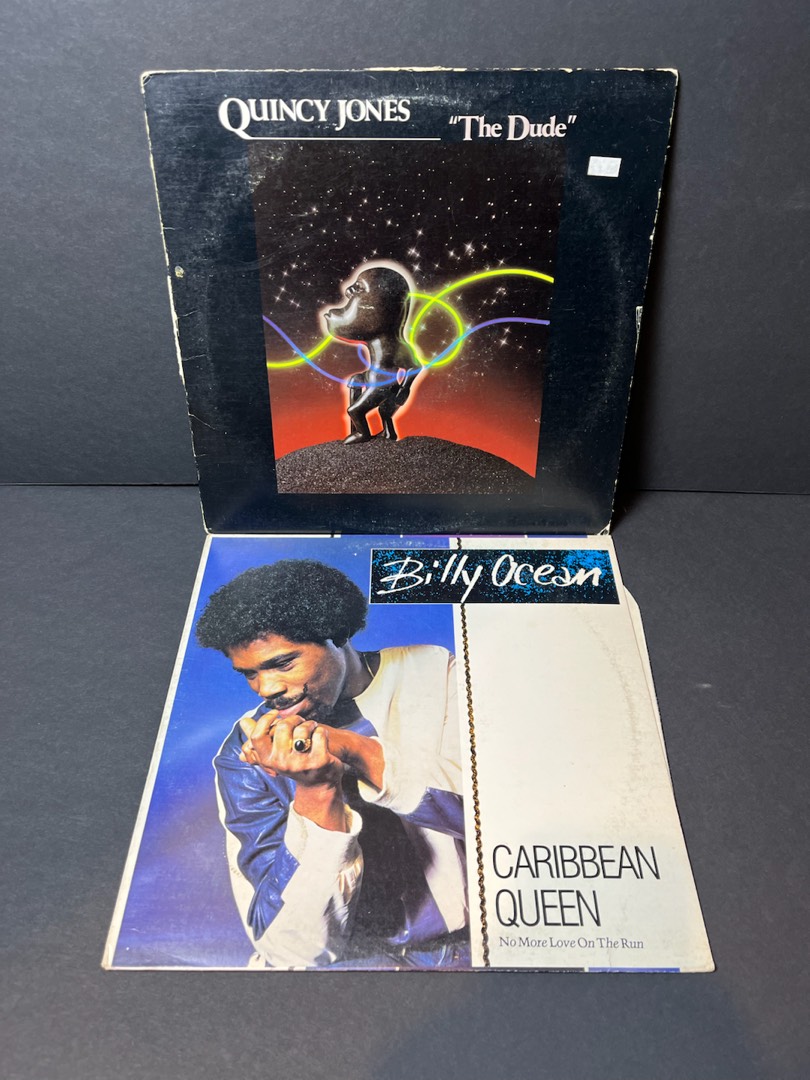 QUINCY JONES
"The Dude"
Billy Ocean
CARIBBEAN
QUEEN
No More Love On The Run